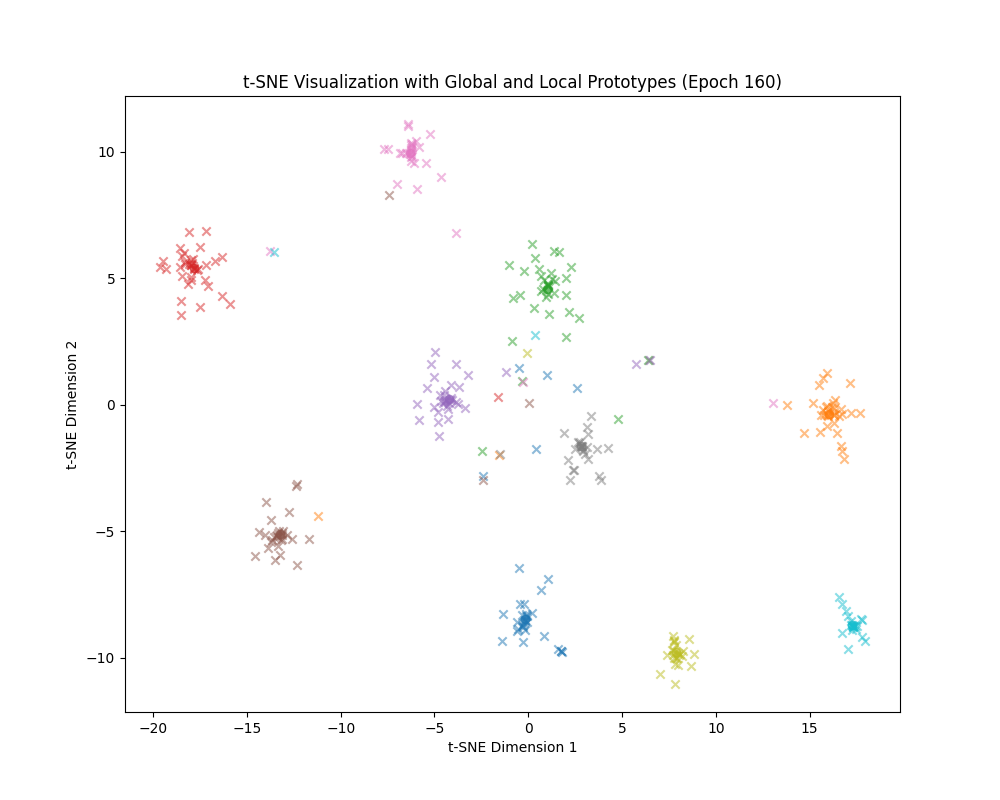 t-SNE Visualization with Global and Local Prototypes (Epoch 160)
10
5
0
−5
−10
t-SNE Dimension 2
−20 −15 −10 −5 0 5 10 15
t-SNE Dimension 1